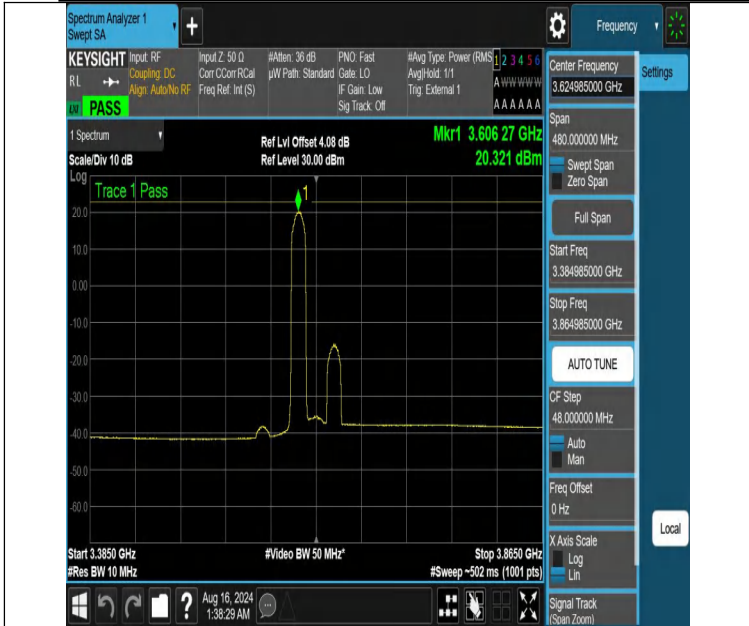 Spectrum Analyzer 1
Swept SA
+
Frequency
KEYSIGHT
RL
LXI
PASS
Input: RF
Coupling: DC
Align: Auto/No RF
Input Z: 50 Ω
Corr CCorr RCal
Freq Ref: Int (S)
#Atten: 36 dB
µW Path: Standard
PNO: Fast
Gate: LO
IF Gain: Low
Sig Track: Off
#Avg Type: Power (RMS
Avg|Hold: 1/1
Trig: External 1
1 2 3 4 5 6
A W W W W W
A A A A A A
1 Spectrum
Scale/Div 10 dB
Ref Lvl Offset 4.08 dB
Ref Level 30.00 dBm
Mkr1 3.606 27 GHz
20.321 dBm
Log
Trace 1 Pass
1
20.0
10.0
0.00
-10.0
-20.0
-30.0
-40.0
-50.0
-60.0
Start 3.3850 GHz
#Res BW 10 MHz
#Video BW 50 MHz*
Stop 3.8650 GHz
#Sweep ~502 ms (1001 pts)
?
Aug 16, 2024
1:38:29 AM
Center Frequency
3.624985000 GHz
Span
480.000000 MHz
Swept Span
Zero Span
Full Span
Start Freq
3.384985000 GHz
Stop Freq
3.864985000 GHz
AUTO TUNE
CF Step
48.000000 MHz
Auto
Man
Freq Offset
0 Hz
X Axis Scale
Log
Lin
Signal Track
(Span Zoom)
Settings
Local